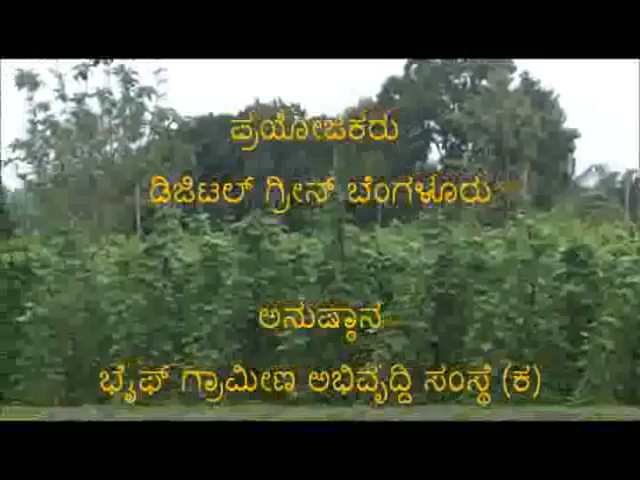 ಪ್ರಯೋಜಕರು
ಡಿಜಿಟಲ್ ಗ್ರೀನ್ ಬೆಂಗಳೂರು
ಅನುಷ್ಠಾನ
ಭೈಫ್ ಗ್ರಾಮೀಣ ಅಭಿವೃದ್ದಿ ಸಂಸ್ಥೆ (ಕ)